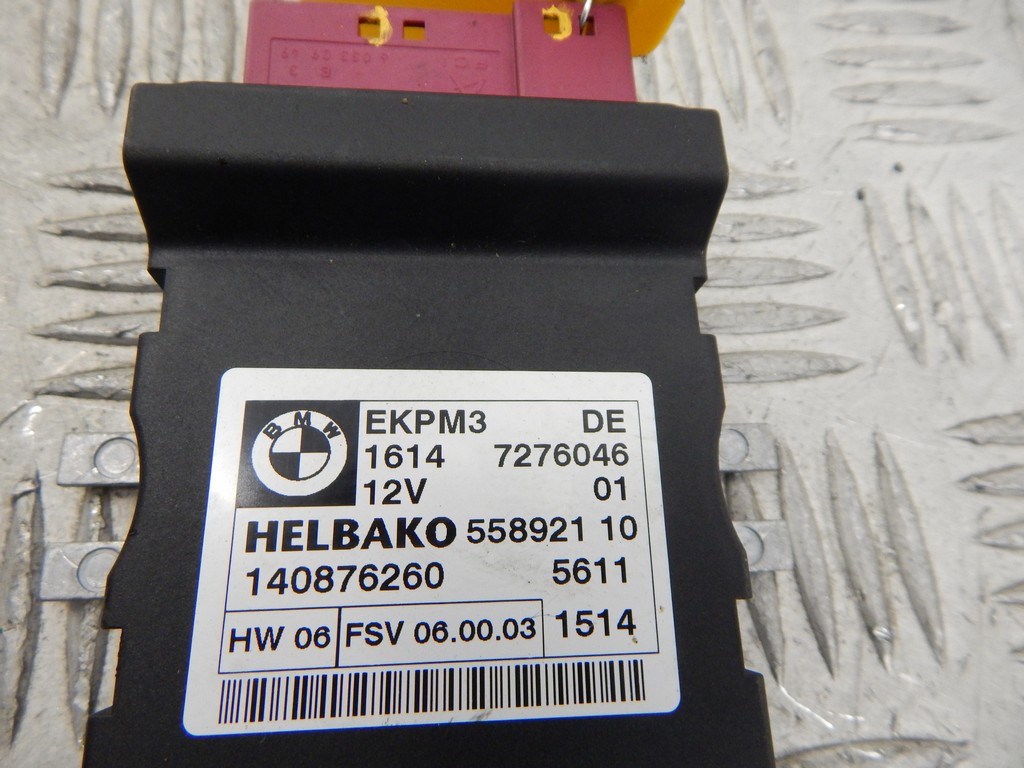 BMW
EKPM3 DE
1614 7276046
12V 01
HELBAKO 558921 10
140876260 5611
HW 06 FSV 06.00.03 1514